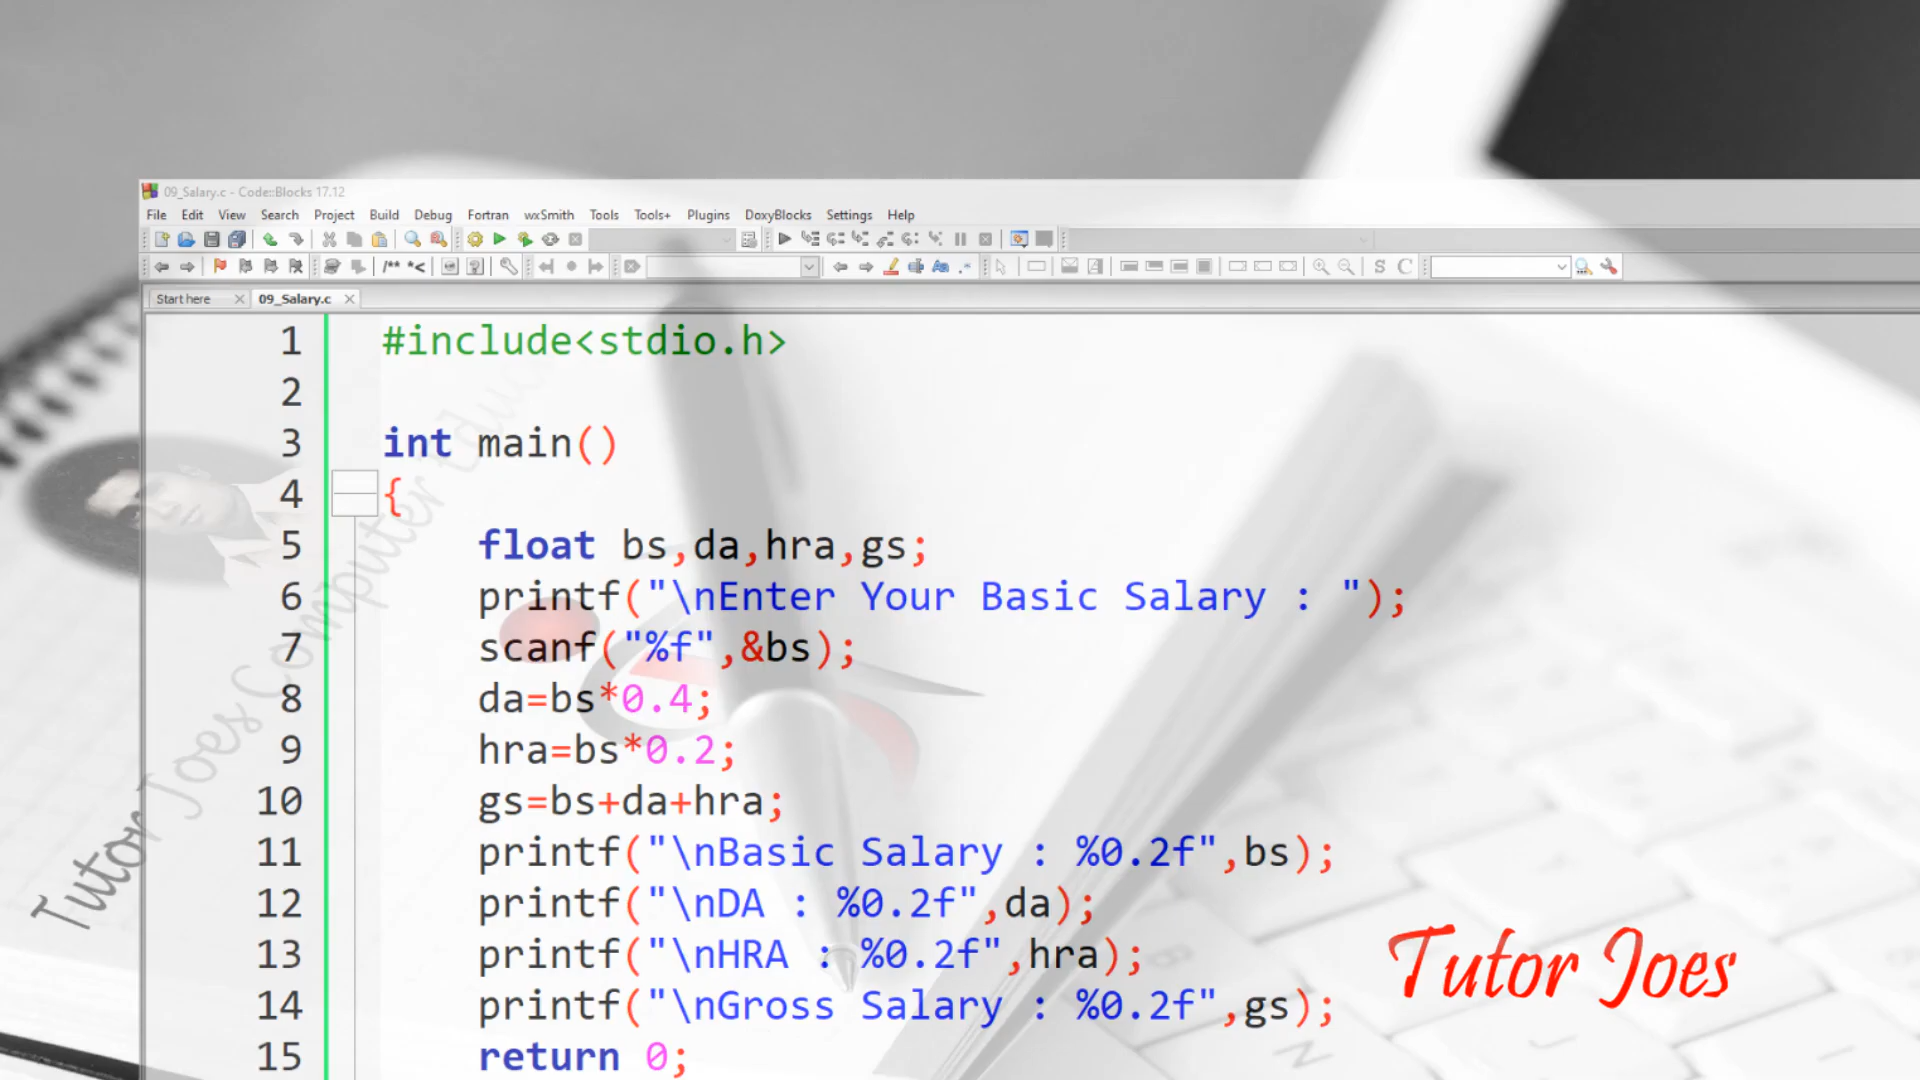 09_Salary.c - Code::Blocks 17.12
File Edit View Search Project Build Debug Fortran wxSmith Tools Tools+ Plugins DoxyBlocks Settings Help
/** *<
S C
Start here 09_Salary.c
1 #include<stdio.h>
2
3 int main()
4 {
5 float bs,da,hra,gs;
6 printf("\nEnter Your Basic Salary : ");
7 scanf("%f",&bs);
8 da=bs*0.4;
9 hra=bs*0.2;
10 gs=bs+da+hra;
11 printf("\nBasic Salary : %0.2f",bs);
12 printf("\nDA : %0.2f",da);
13 printf("\nHRA : %0.2f",hra);
14 printf("\nGross Salary : %0.2f",gs);
15 return 0;
Tutor Joes Computer Educ
Tutor Joes